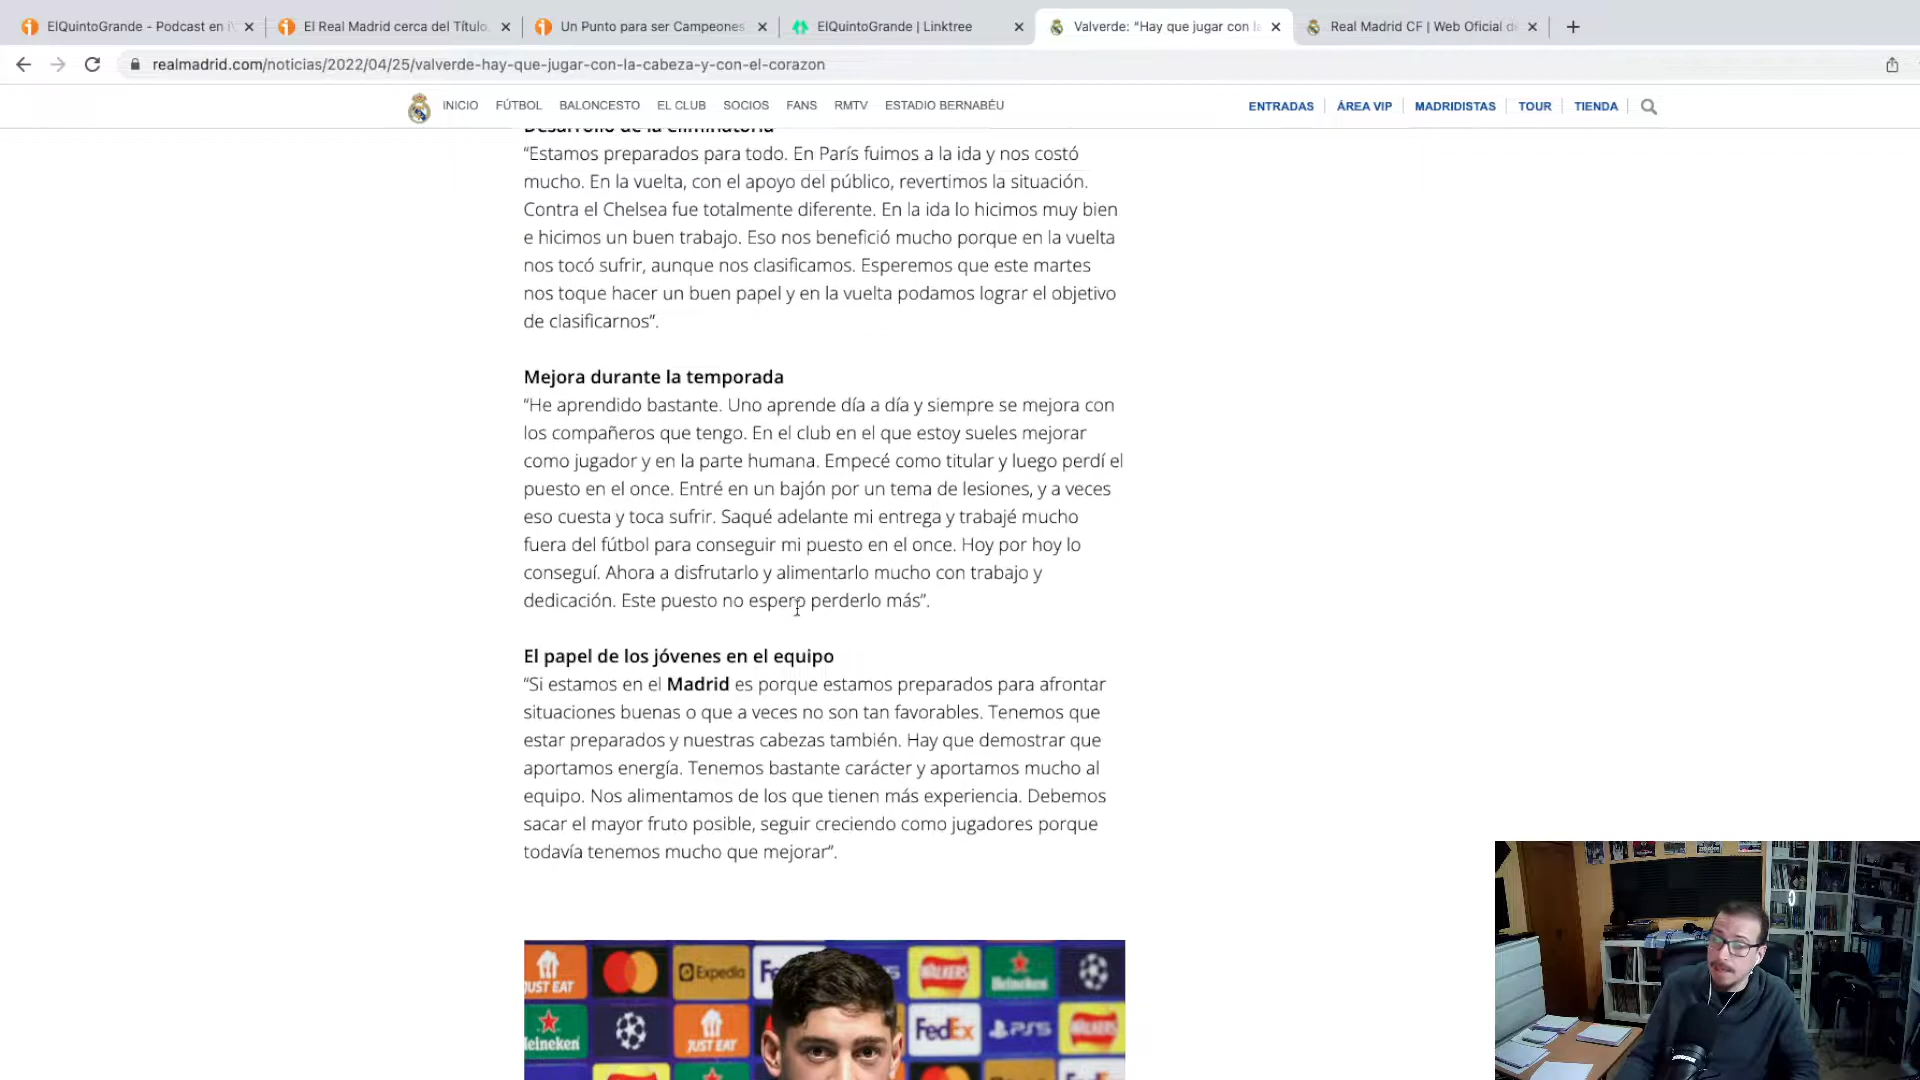 ElQuintoGrande - Podcast en iV
El Real Madrid cerca del Título
Un Punto para ser Campeones
ElQuintoGrande | Linktree
Valverde: “Hay que jugar con la
Real Madrid CF | Web Oficial de
realmadrid.com/noticias/2022/04/25/valverde-hay-que-jugar-con-la-cabeza-y-con-el-corazon
INICIO FÚTBOL BALONCESTO EL CLUB SOCIOS FANS RMTV ESTADIO BERNABÉU
ENTRADAS ÁREA VIP MADRIDISTAS TOUR TIENDA
Desarrollo de la eliminatoria
“Estamos preparados para todo. En París fuimos a la ida y nos costó
mucho. En la vuelta, con el apoyo del público, revertimos la situación.
Contra el Chelsea fue totalmente diferente. En la ida lo hicimos muy bien
e hicimos un buen trabajo. Eso nos benefició mucho porque en la vuelta
nos tocó sufrir, aunque nos clasificamos. Esperemos que este martes
nos toque hacer un buen papel y en la vuelta podamos lograr el objetivo
de clasificarnos”.
Mejora durante la temporada
“He aprendido bastante. Uno aprende día a día y siempre se mejora con
los compañeros que tengo. En el club en el que estoy sueles mejorar
como jugador y en la parte humana. Empecé como titular y luego perdí el
puesto en el once. Entré en un bajón por un tema de lesiones, y a veces
eso cuesta y toca sufrir. Saqué adelante mi entrega y trabajé mucho
fuera del fútbol para conseguir mi puesto en el once. Hoy por hoy lo
conseguí. Ahora a disfrutarlo y alimentarlo mucho con trabajo y
dedicación. Este puesto no espero perderlo más”.
El papel de los jóvenes en el equipo
“Si estamos en el Madrid es porque estamos preparados para afrontar
situaciones buenas o que a veces no son tan favorables. Tenemos que
estar preparados y nuestras cabezas también. Hay que demostrar que
aportamos energía. Tenemos bastante carácter y aportamos mucho al
equipo. Nos alimentamos de los que tienen más experiencia. Debemos
sacar el mayor fruto posible, seguir creciendo como jugadores porque
todavía tenemos mucho que mejorar”.
JUST EAT Expedia Fe WALKERS Heineken
Heineken JUST EAT FedEx PS5